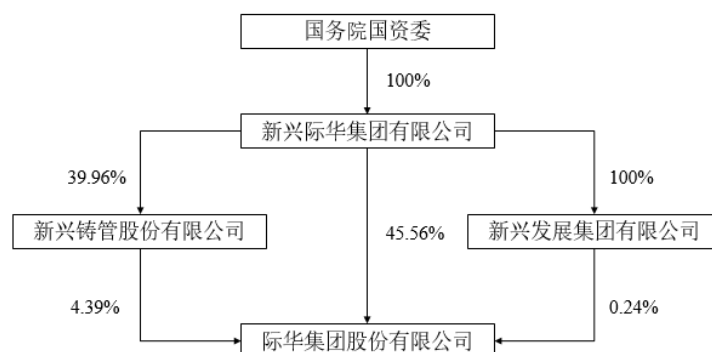 国务院国资委
100%
新兴际华集团有限公司
39.96%
100%
新兴铸管股份有限公司
45.56%
新兴发展集团有限公司
4.39%
0.24%
际华集团股份有限公司